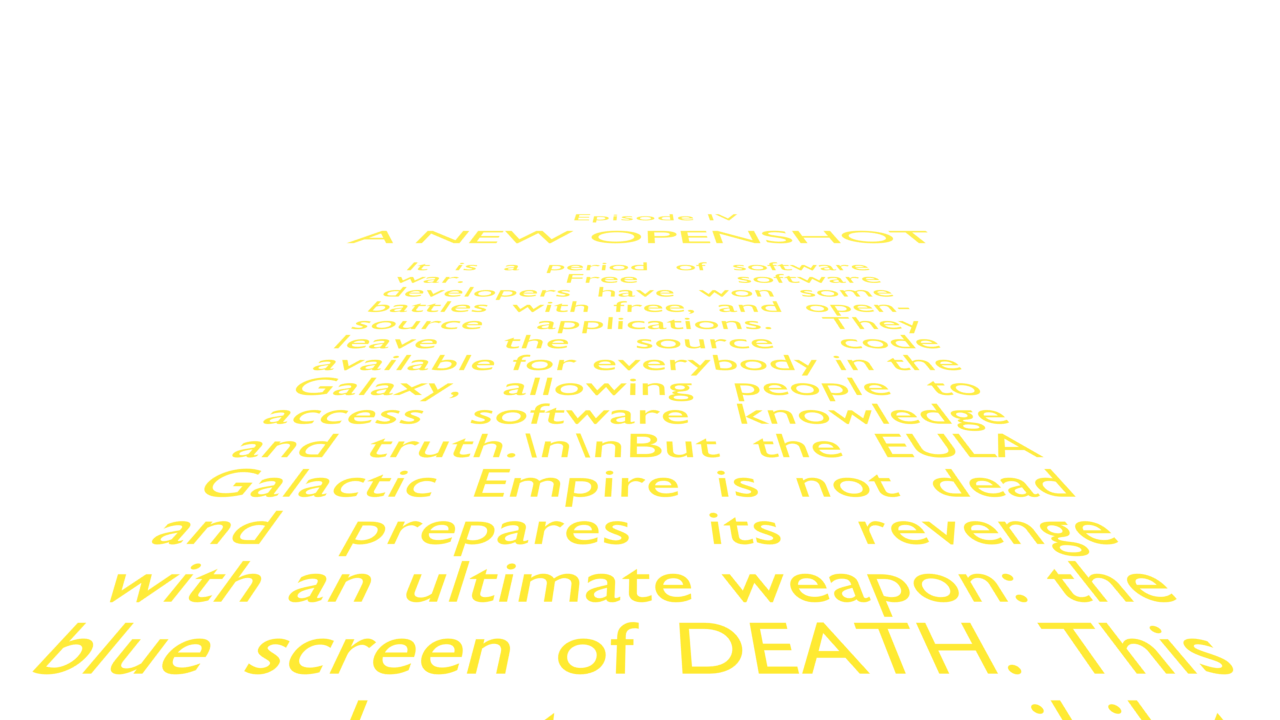 Episode IV
A NEW OPENSHOT
It is a period of software
war. Free software
developers have won some
battles with free, and open-
source applications. They
leave the source code
available for everybody in the
Galaxy, allowing people to
access software knowledge
and truth.\n\nBut the EULA
Galactic Empire is not dead
and prepares its revenge
with an ultimate weapon: the
blue screen of DEATH. This